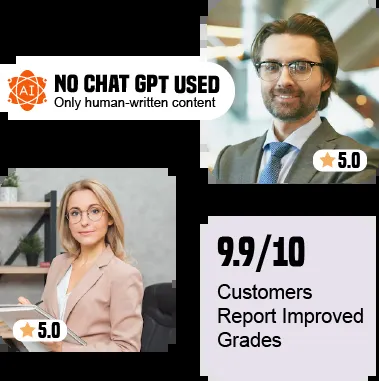 AI
NO CHAT GPT USED
Only human-written content
5.0
5.0
9.9/10
Customers
Report Improved
Grades